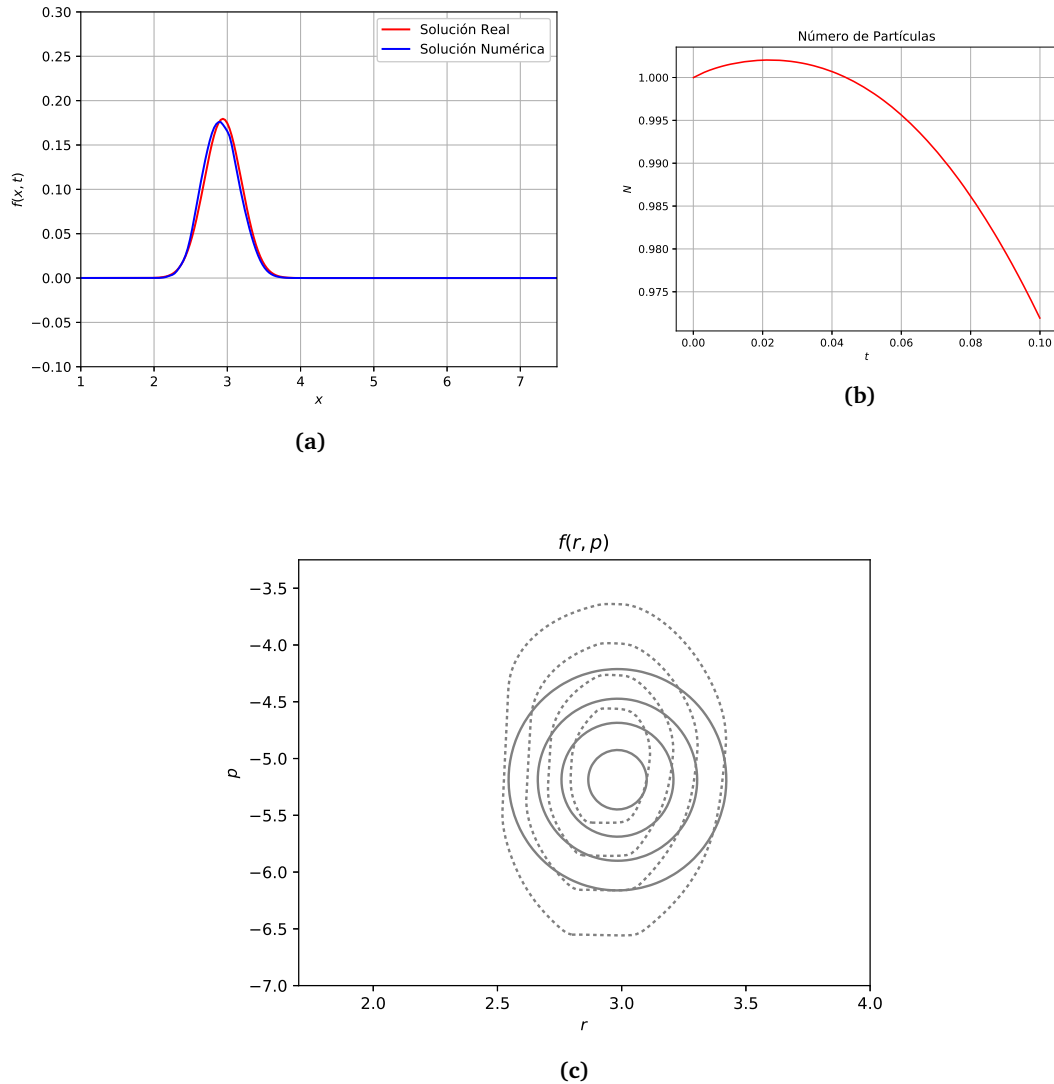 0.30
0.25
0.20
0.15
0.10
0.05
0.00
−0.05
−0.10
f(x, t)
1 2 3 4 5 6 7
x
Solución Real
Solución Numérica
(a)
Número de Partículas
1.000
0.995
0.990
0.985
0.980
0.975
N
0.00 0.02 0.04 0.06 0.08 0.10
t
(b)
f(r, p)
−3.5
−4.0
−4.5
−5.0
−5.5
−6.0
−6.5
−7.0
p
2.0 2.5 3.0 3.5 4.0
r
(c)